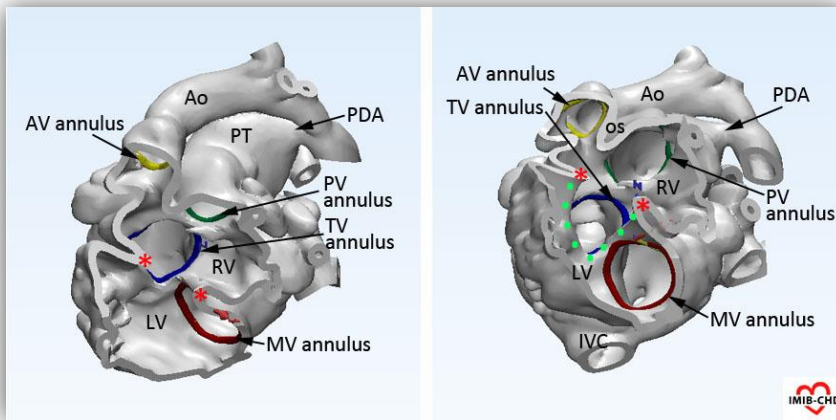 Ao
AV annulus
PT
PDA
PV
annulus
TV
annulus
*
RV
*
LV
MV annulus
AV annulus
Ao
TV annulus
os
PDA
*
RV
*
PV
annulus
LV
MV annulus
IVC
IMIB-CHD